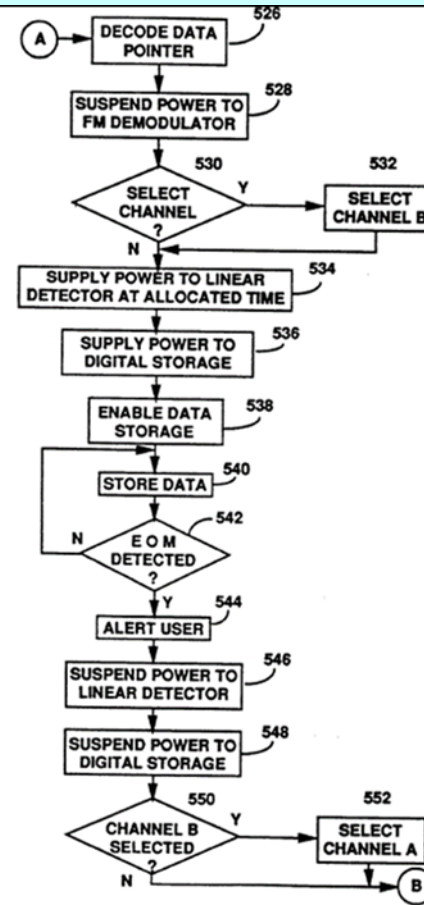 A
DECODE DATA
POINTER
526
SUSPEND POWER TO
FM DEMODULATOR
528
530
SELECT
CHANNEL
?
Y
N
532
SELECT
CHANNEL B
SUPPLY POWER TO LINEAR
DETECTOR AT ALLOCATED TIME
534
SUPPLY POWER TO
DIGITAL STORAGE
536
ENABLE DATA
STORAGE
538
STORE DATA
540
542
E O M
DETECTED
?
N
Y
544
ALERT USER
SUSPEND POWER TO
LINEAR DETECTOR
546
SUSPEND POWER TO
DIGITAL STORAGE
548
550
CHANNEL B
SELECTED
?
Y
N
552
SELECT
CHANNEL A
B